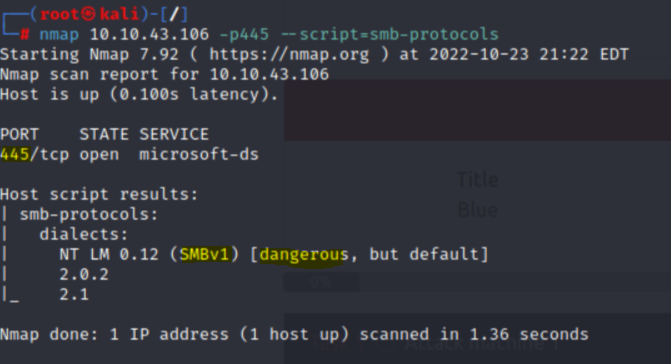 ┌──(root㉿kali)-[/]
└─# nmap 10.10.43.106 -p445 --script=smb-protocols
Starting Nmap 7.92 ( https://nmap.org ) at 2022-10-23 21:22 EDT
Nmap scan report for 10.10.43.106
Host is up (0.100s latency).
PORT    STATE SERVICE
445/tcp open  microsoft-ds
Title
Host script results:
Blue
| smb-protocols:
|   dialects:
|     NT LM 0.12 (SMBv1) [dangerous, but default]
|     2.0.2
0%
|_    2.1
Nmap done: 1 IP address (1 host up) scanned in 1.36 seconds